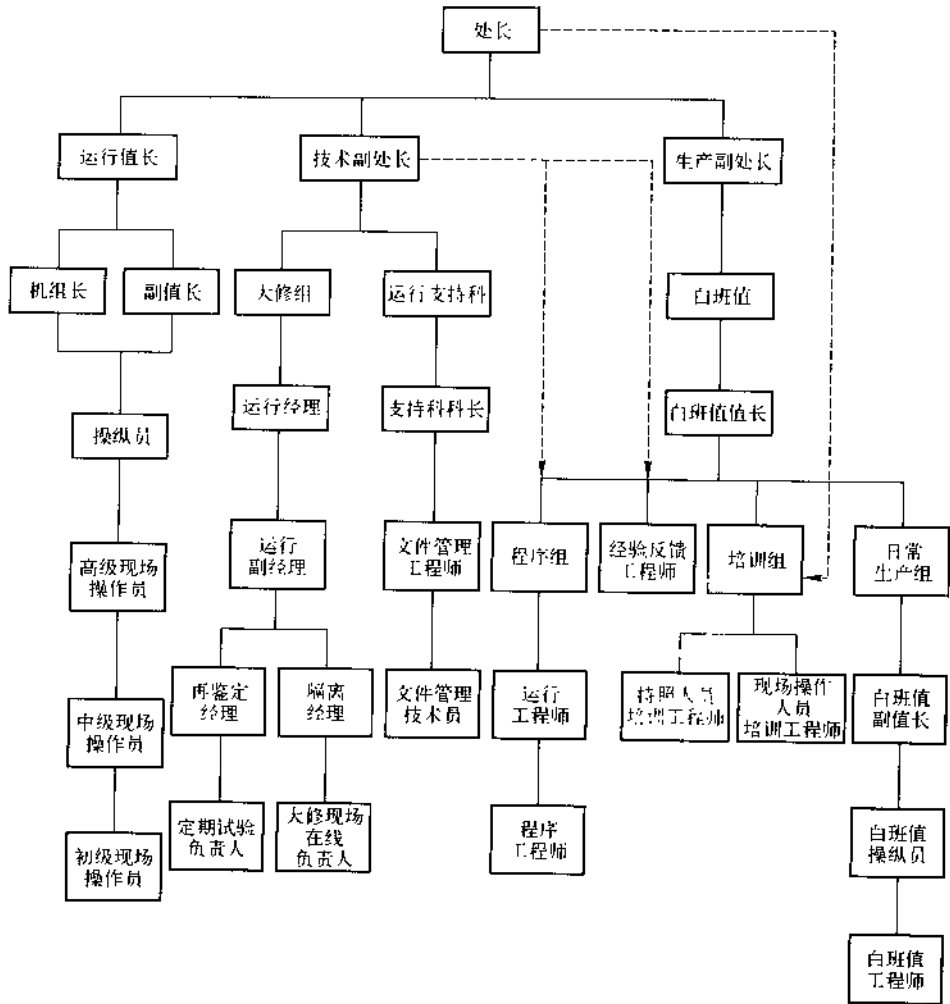 处长
运行值长
技术副处长
生产副处长
机组长
副值长
大修组
运行支持科
白班值
运行经理
支持科科长
白班值值长
操纵员
高级现场
操作员
运行
副经理
文件管理
工程师
程序组
经验反馈
工程师
培训组
日常
生产组
中级现场
操作员
再鉴定
经理
隔离
经理
文件管理
技术员
运行
工程师
持照人员
培训工程师
现场操作
人员
培训工程师
白班值
副值长
初级现场
操作员
定期试验
负责人
大修现场
在线
负责人
程序
工程师
白班值
操纵员
白班值
工程师